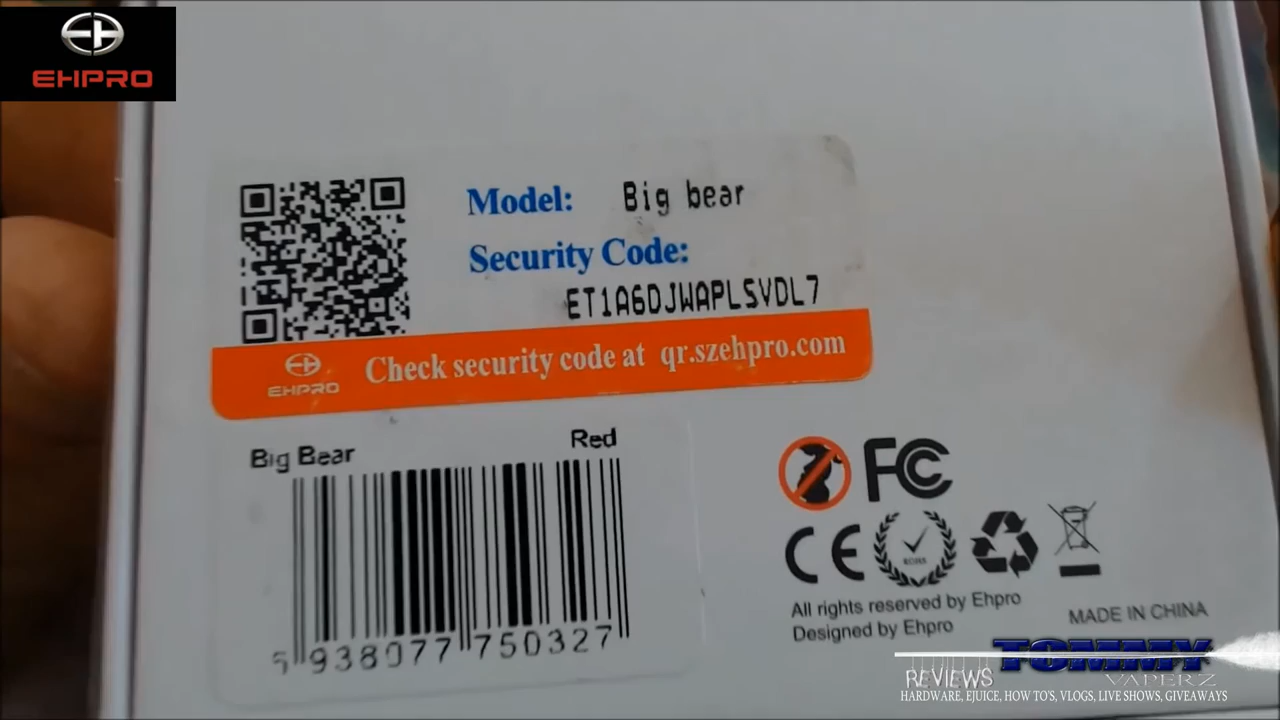 EHPRO
Model: Big bear
Security Code:
ET1A6DJWAPLSVDL7
EHPRO Check security code at qr.szehpro.com
Big Bear Red
5 938077 750327
FC
CE
ROHS
All rights reserved by Ehpro
Designed by Ehpro
MADE IN CHINA
TOMMY
REVIEWS VAPERZ
HARDWARE, EJUICE, HOW TO'S, VLOGS, LIVE SHOWS, GIVEAWAYS